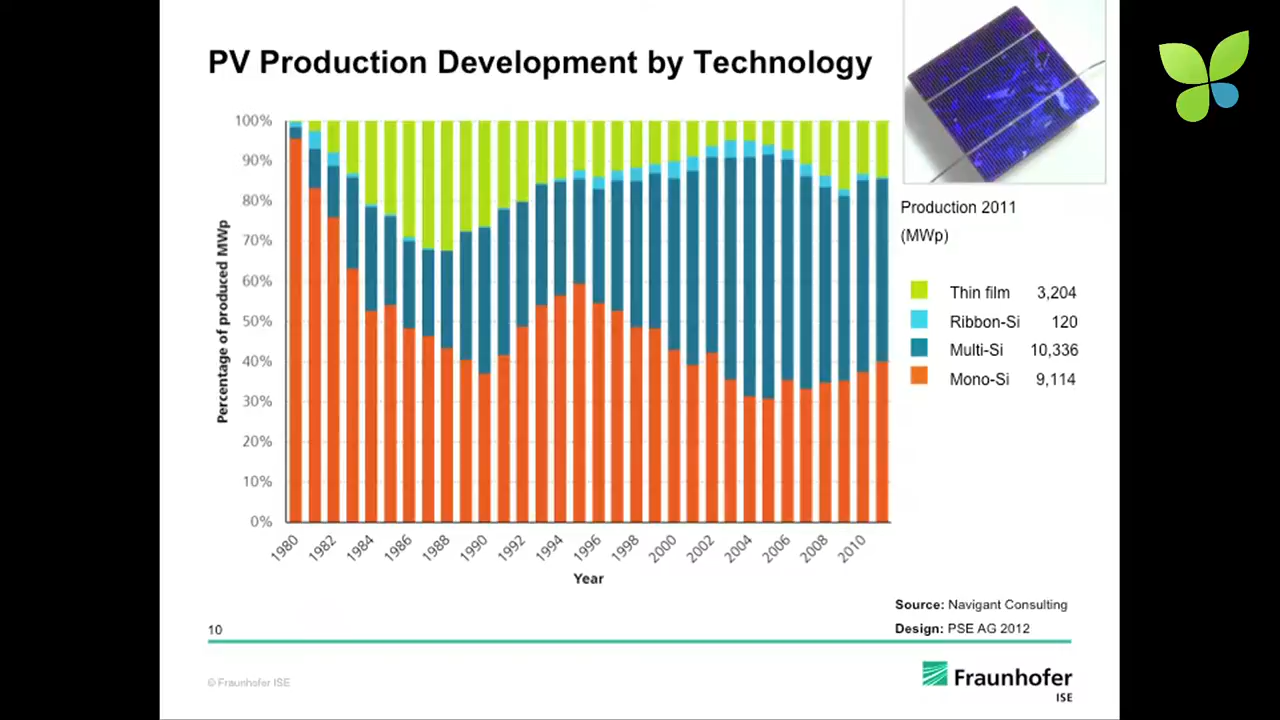 PV Production Development by Technology
100%
90%
80%
70%
60%
50%
40%
30%
20%
10%
0%
Percentage of produced MWp
1980
1982
1984
1986
1988
1990
1992
1994
1996
1998
2000
2002
2004
2006
2008
2010
Year
Production 2011
(MWp)
Thin film 3,204
Ribbon-Si 120
Multi-Si 10,336
Mono-Si 9,114
Source: Navigant Consulting
Design: PSE AG 2012
10
© Fraunhofer ISE
Fraunhofer
ISE